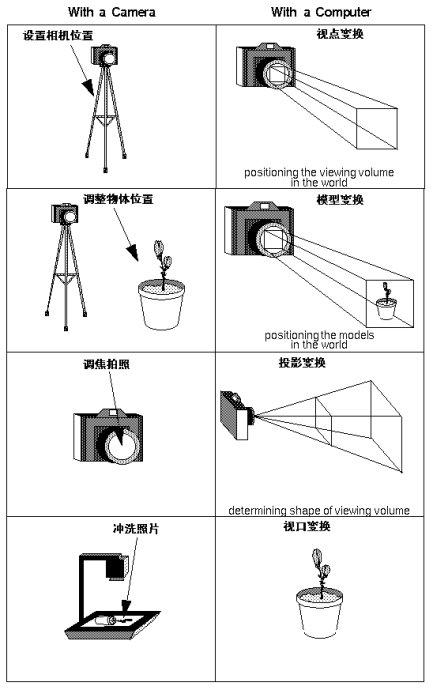 With a Camera
With a Computer
设置相机位置
视点变换
positioning the viewing volume
in the world
调整物体位置
模型变换
positioning the models
in the world
调焦拍照
投影变换
determining shape of viewing volume
冲洗照片
视口变换